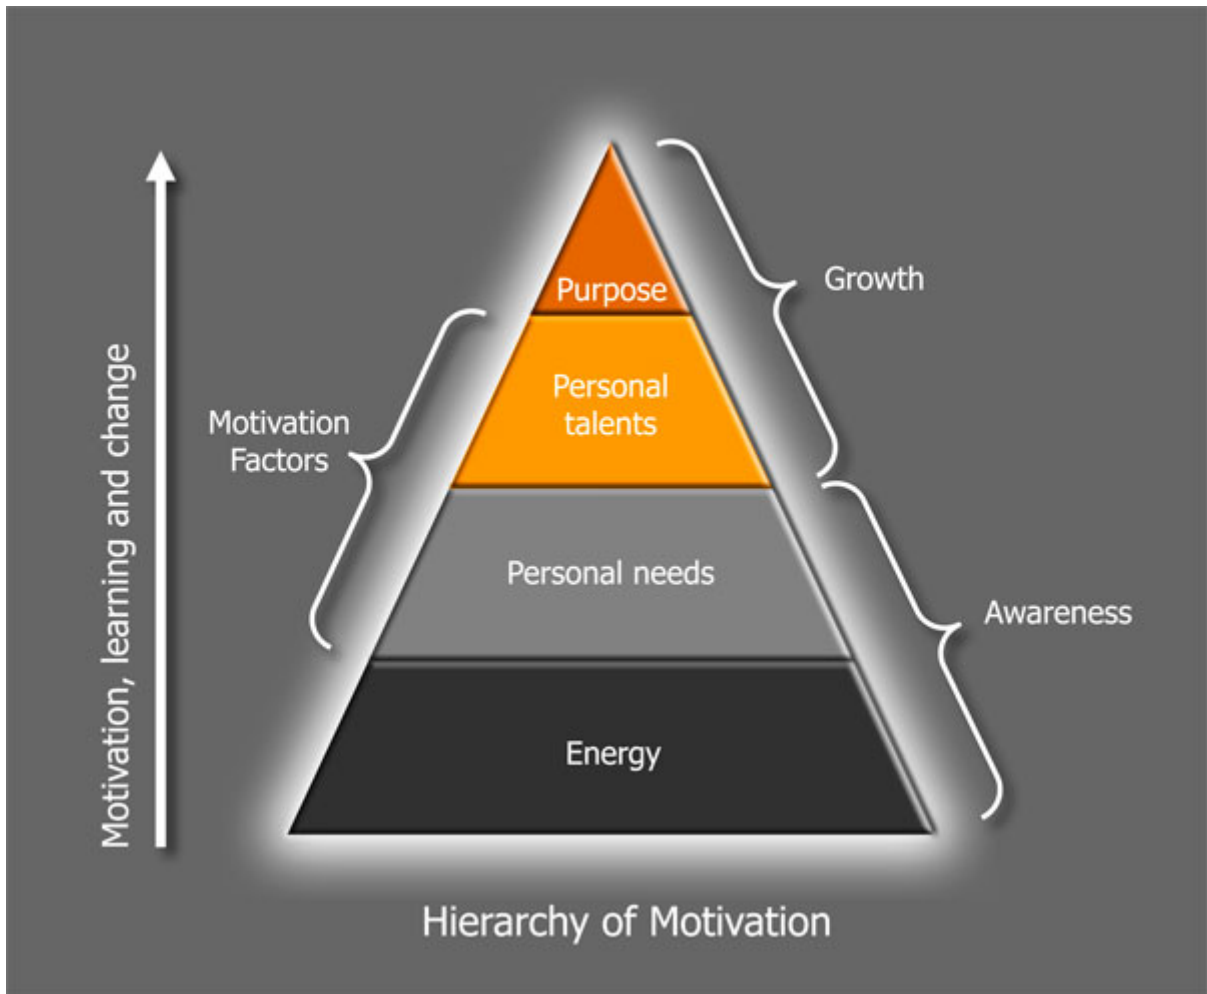 Purpose
Growth
Personal
talents
Motivation
Factors
Personal needs
Awareness
Energy
Motivation, learning and change
Hierarchy of Motivation